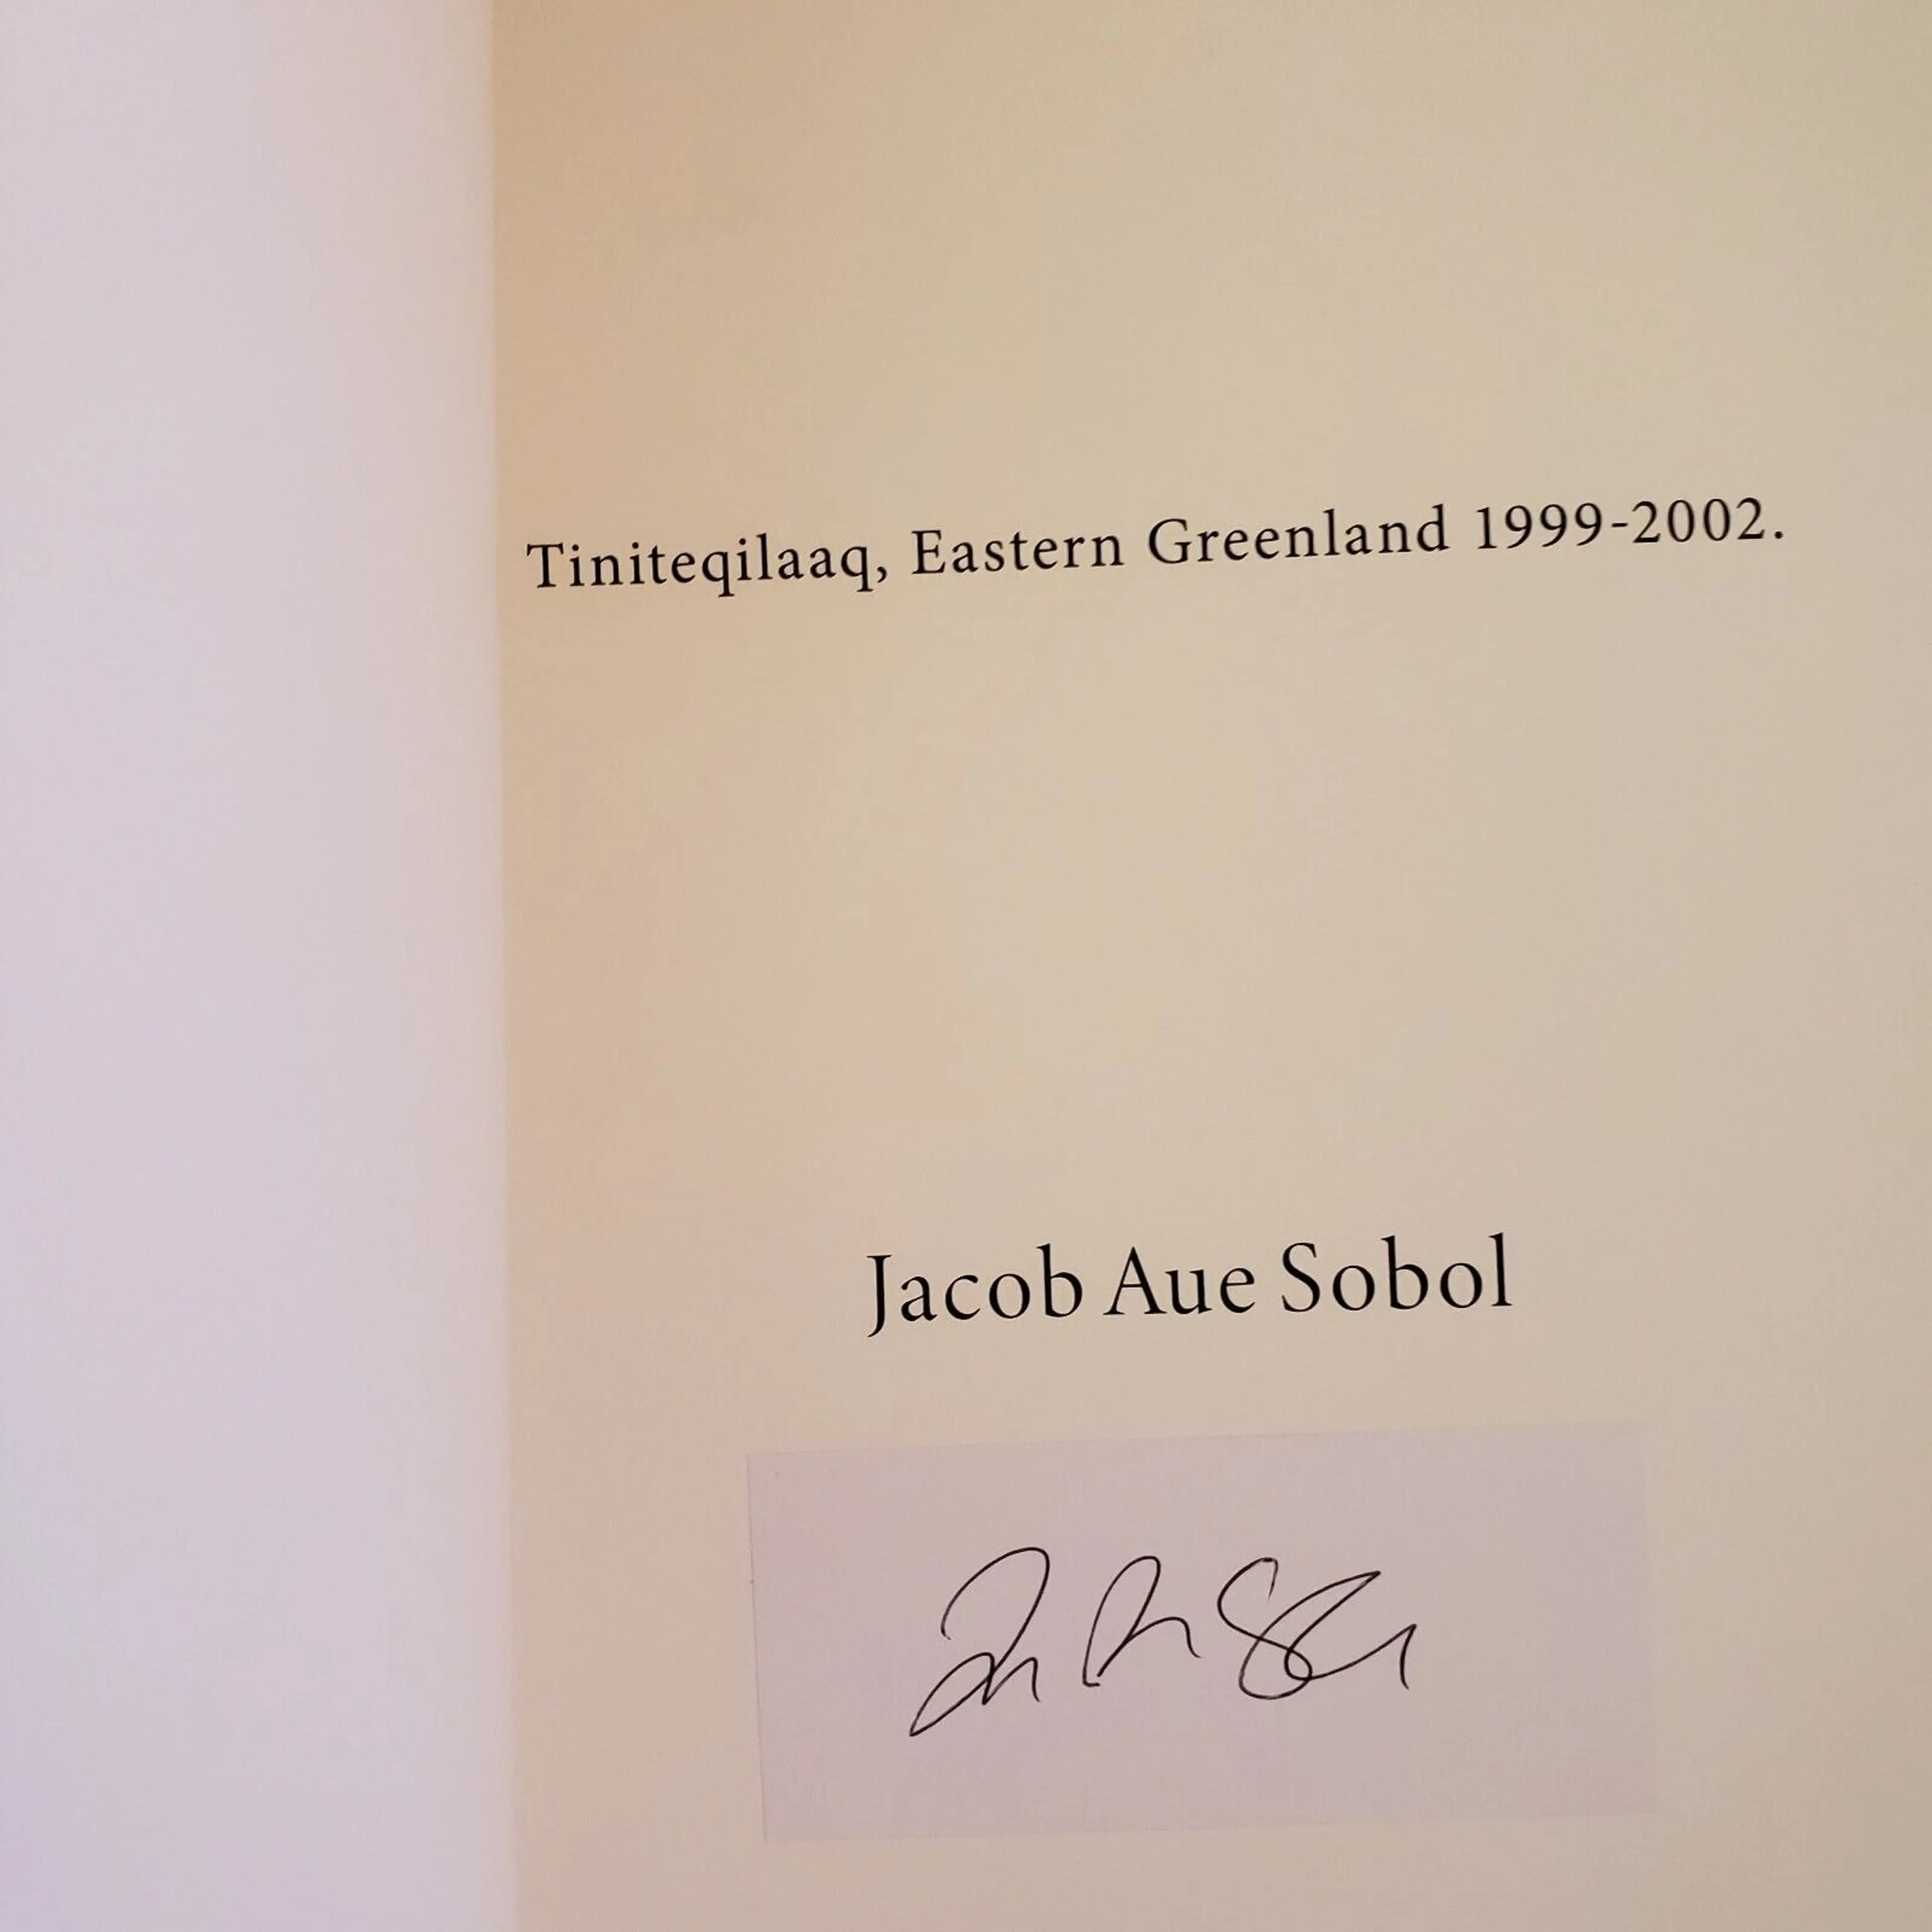 Tiniteqilaaq, Eastern Greenland 1999-2002.
Jacob Aue Sobol